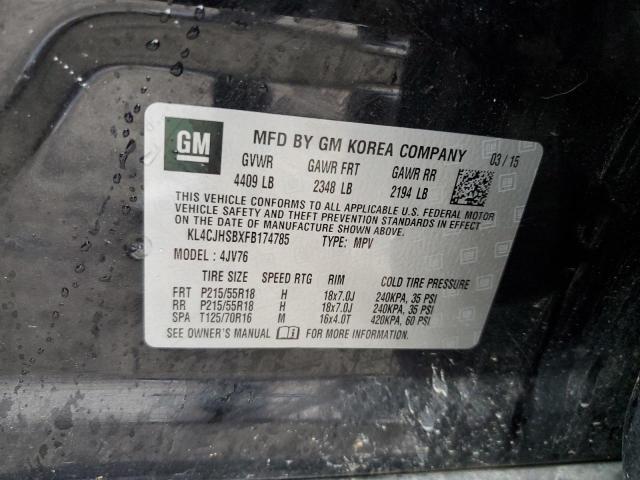 GM
MFD BY GM KOREA COMPANY 03/15
GVWR GAWR FRT GAWR RR
4409 LB 2348 LB 2194 LB
THIS VEHICLE CONFORMS TO ALL APPLICABLE U.S. FEDERAL MOTOR
VEHICLE SAFETY AND THEFT PREVENTION STANDARDS IN EFFECT
ON THE DATE OF MANUFACTURE SHOWN ABOVE.
KL4CJHSBXFB174785 TYPE: MPV
MODEL : 4JV76
TIRE SIZE SPEED RTG RIM COLD TIRE PRESSURE
FRT P215/55R18 H 18x7.0J 240KPA, 35 PSI
RR P215/55R18 H 18x7.0J 240KPA, 35 PSI
SPA T125/70R16 M 16x4.0T 420KPA, 60 PSI
SEE OWNER'S MANUAL FOR MORE INFORMATION.